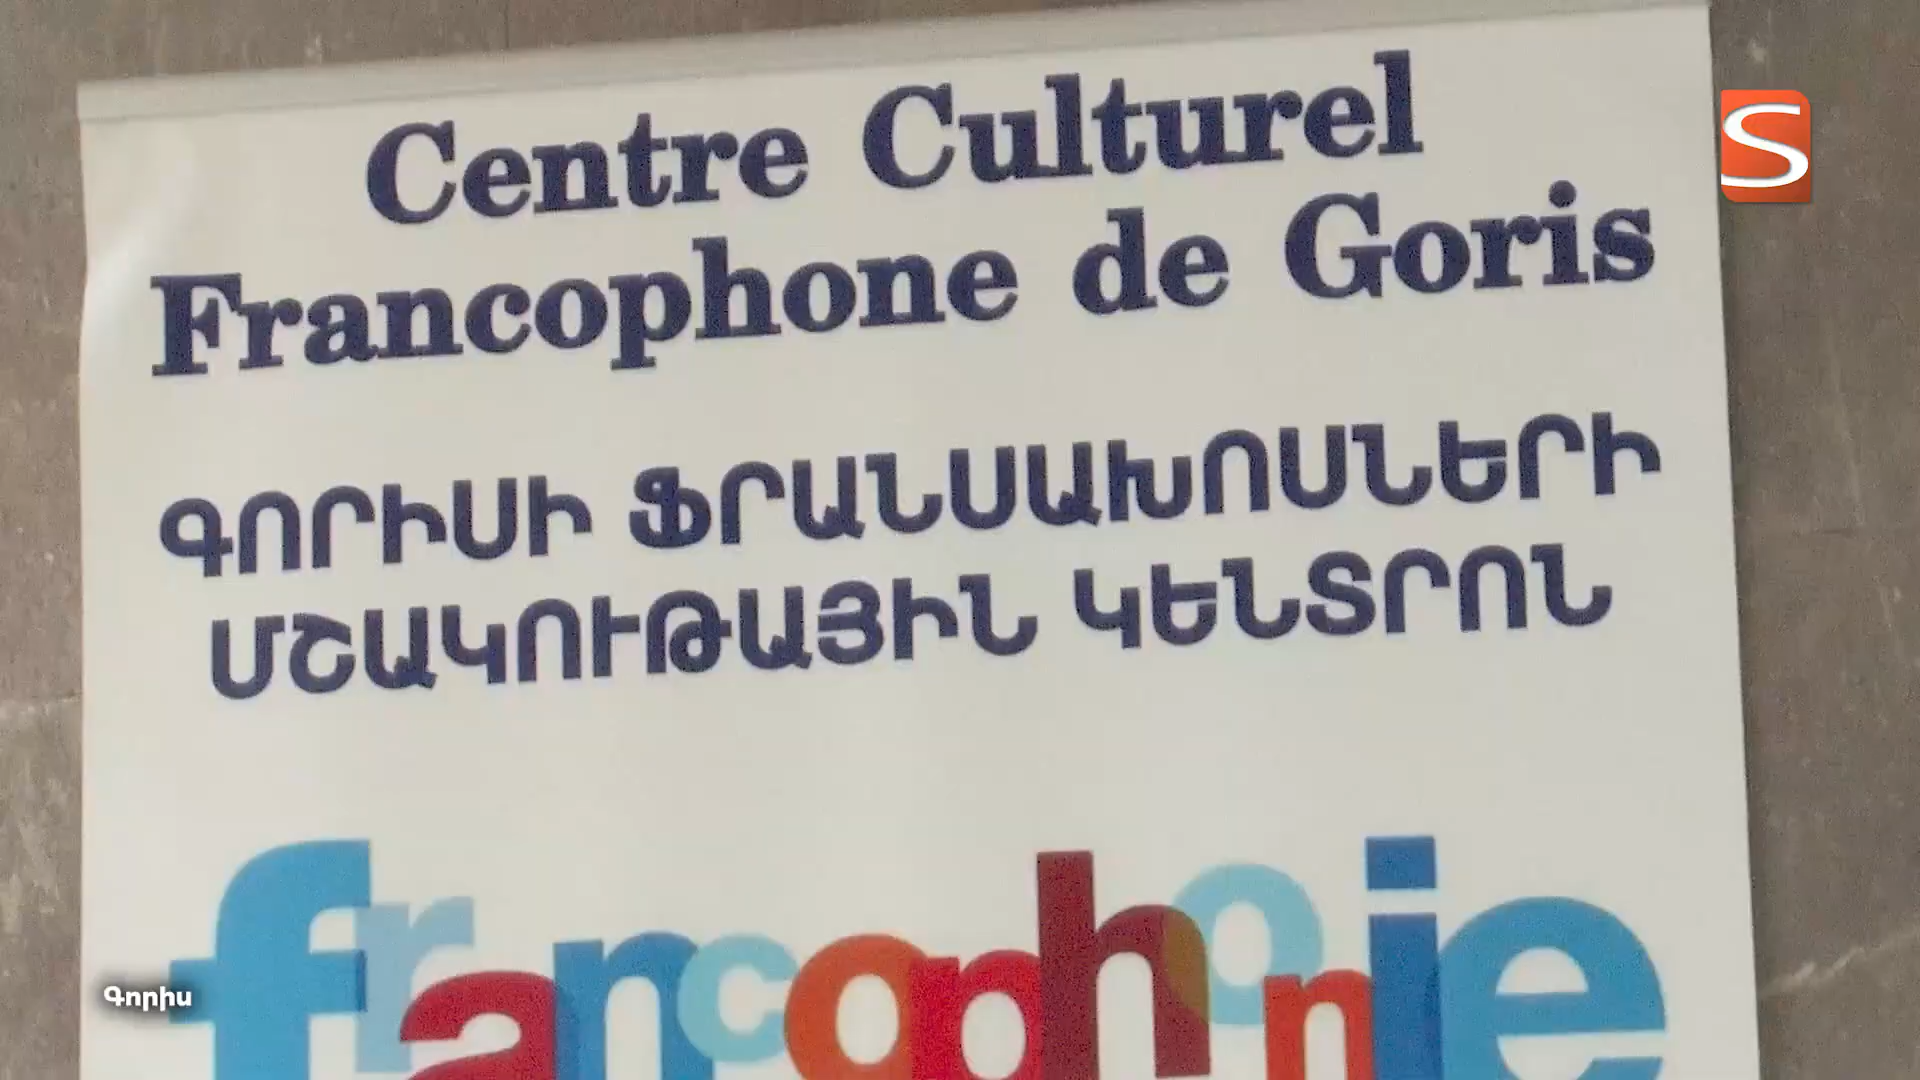 Centre Culturel
Francophone de Goris
ԳՈՐԻՍԻ ՖՐԱՆՍԱԽՈՍՆԵՐԻ
ՄՇԱԿՈՒԹԱՅԻՆ ԿԵՆՏՐՈՆ
francophonie
Գորիս
S